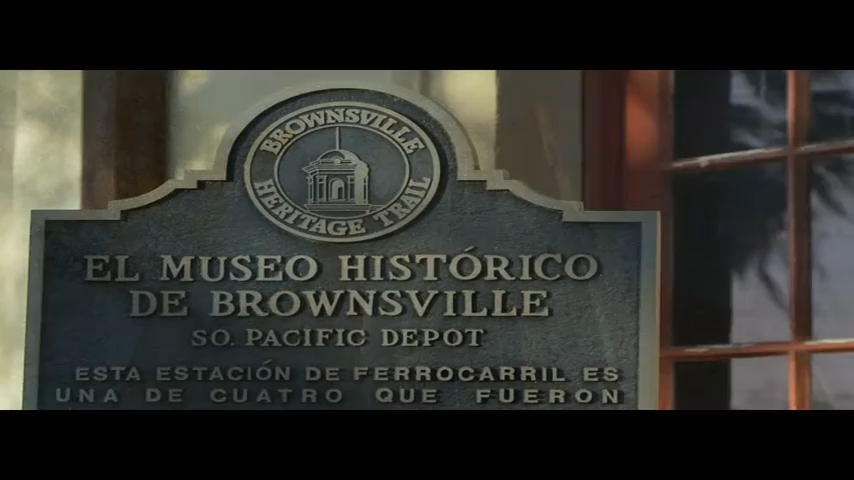 BROWNSVILLE
HERITAGE TRAIL
EL MUSEO HISTÓRICO
DE BROWNSVILLE
SO. PACIFIC DEPOT
ESTA ESTACIÓN DE FERROCARRIL ES
UNA DE CUATRO QUE FUERON